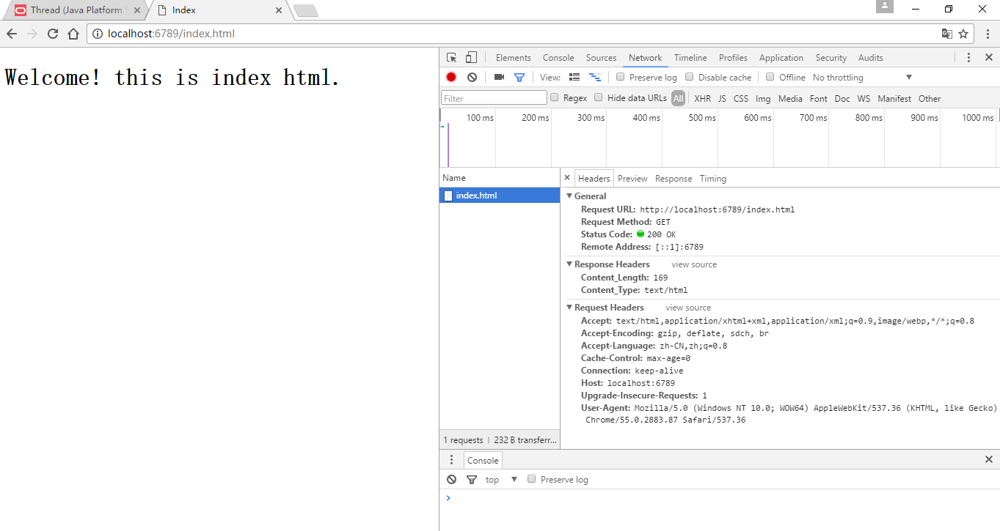 Thread (Java Platform
Index
localhost:6789/index.html
Welcome! this is index html.
Elements Console Sources Network Timeline Profiles Application Security Audits
View: Preserve log Disable cache Offline No throttling
Filter Regex Hide data URLs All XHR JS CSS Img Media Font Doc WS Manifest Other
100 ms 200 ms 300 ms 400 ms 500 ms 600 ms 700 ms 800 ms 900 ms 1000 ms
Name
index.html
1 requests | 232 B transferr...
Headers Preview Response Timing
General
Request URL: http://localhost:6789/index.html
Request Method: GET
Status Code: 200 OK
Remote Address: [::1]:6789
Response Headers view source
Content_Length: 169
Content_Type: text/html
Request Headers view source
Accept: text/html,application/xhtml+xml,application/xml;q=0.9,image/webp,*/*;q=0.8
Accept-Encoding: gzip, deflate, sdch, br
Accept-Language: zh-CN,zh;q=0.8
Cache-Control: max-age=0
Connection: keep-alive
Host: localhost:6789
Upgrade-Insecure-Requests: 1
User-Agent: Mozilla/5.0 (Windows NT 10.0; WOW64) AppleWebKit/537.36 (KHTML, like Gecko)
Chrome/55.0.2883.87 Safari/537.36
Console
top Preserve log